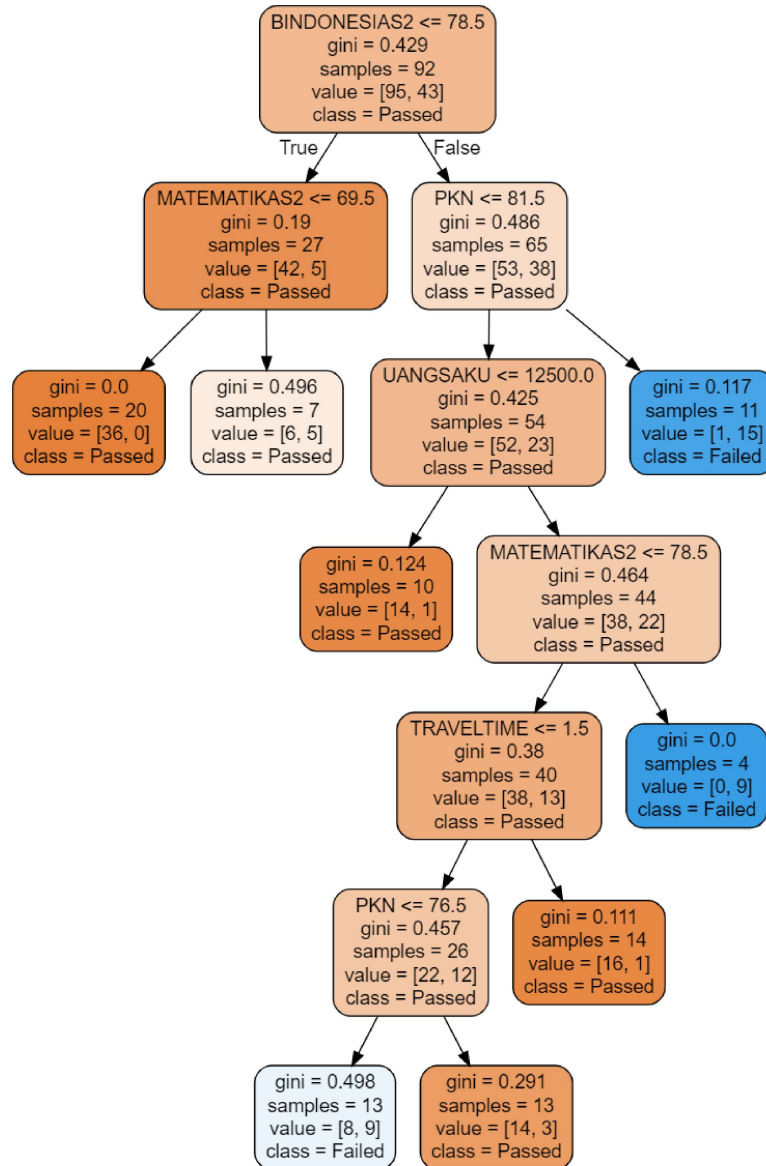 BINDONESIAS2 <= 78.5
gini = 0.429
samples = 92
value = [95, 43]
class = Passed
True
False
MATEMATIKAS2 <= 69.5
gini = 0.19
samples = 27
value = [42, 5]
class = Passed
PKN <= 81.5
gini = 0.486
samples = 65
value = [53, 38]
class = Passed
gini = 0.0
samples = 20
value = [36, 0]
class = Passed
gini = 0.496
samples = 7
value = [6, 5]
class = Passed
UANGSAKU <= 12500.0
gini = 0.425
samples = 54
value = [52, 23]
class = Passed
gini = 0.117
samples = 11
value = [1, 15]
class = Failed
gini = 0.124
samples = 10
value = [14, 1]
class = Passed
MATEMATIKAS2 <= 78.5
gini = 0.464
samples = 44
value = [38, 22]
class = Passed
TRAVELTIME <= 1.5
gini = 0.38
samples = 40
value = [38, 13]
class = Passed
gini = 0.0
samples = 4
value = [0, 9]
class = Failed
PKN <= 76.5
gini = 0.457
samples = 26
value = [22, 12]
class = Passed
gini = 0.111
samples = 14
value = [16, 1]
class = Passed
gini = 0.498
samples = 13
value = [8, 9]
class = Failed
gini = 0.291
samples = 13
value = [14, 3]
class = Passed